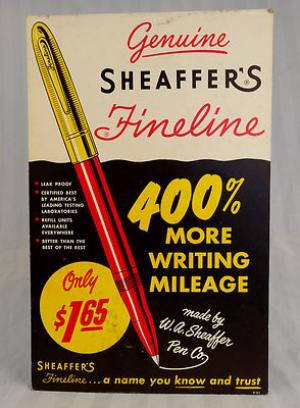 Genuine
SHEAFFER'S
Fineline
LEAK PROOF
CERTIFIED BEST
BY AMERICA'S
LEADING TESTING
LABORATORIES
REFILL UNITS
AVAILABLE
EVERYWHERE
BETTER THAN THE
BEST OF THE REST
400%
MORE
WRITING
MILEAGE
Only
$1.65
made by
W. A. Sheaffer
Pen Co.
SHEAFFER'S
Fineline... a name you know and trust